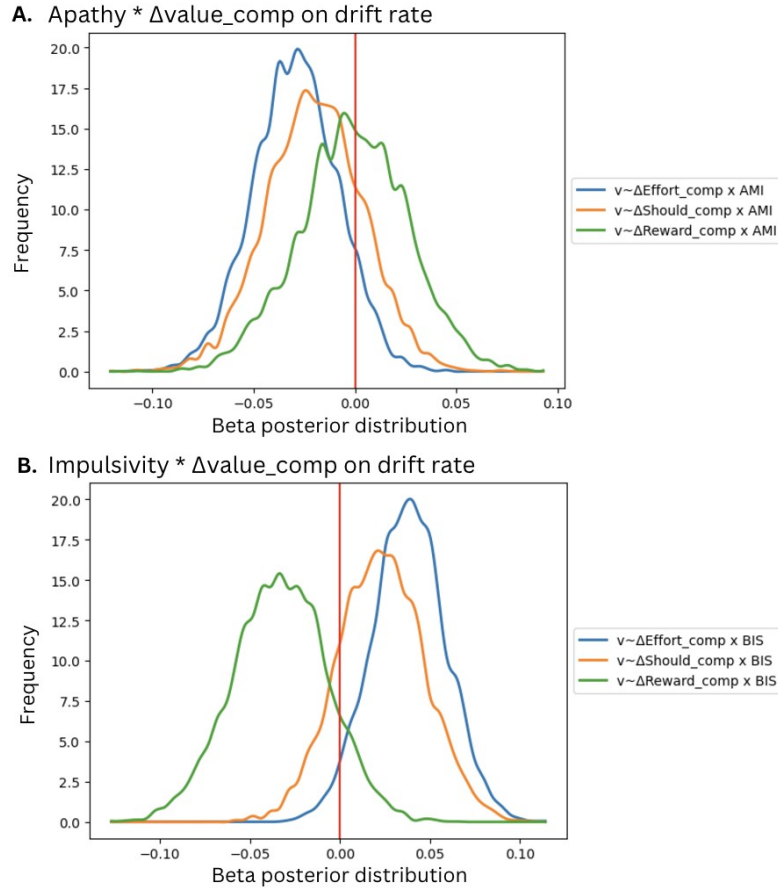 A. Apathy * Δvalue_comp on drift rate
20.0
17.5
15.0
12.5
10.0
7.5
5.0
2.5
0.0
Frequency
−0.10 −0.05 0.00 0.05 0.10
Beta posterior distribution
v~ΔEffort_comp x AMI
v~ΔShould_comp x AMI
v~ΔReward_comp x AMI
B. Impulsivity * Δvalue_comp on drift rate
20.0
17.5
15.0
12.5
10.0
7.5
5.0
2.5
0.0
Frequency
−0.10 −0.05 0.00 0.05 0.10
Beta posterior distribution
v~ΔEffort_comp x BIS
v~ΔShould_comp x BIS
v~ΔReward_comp x BIS